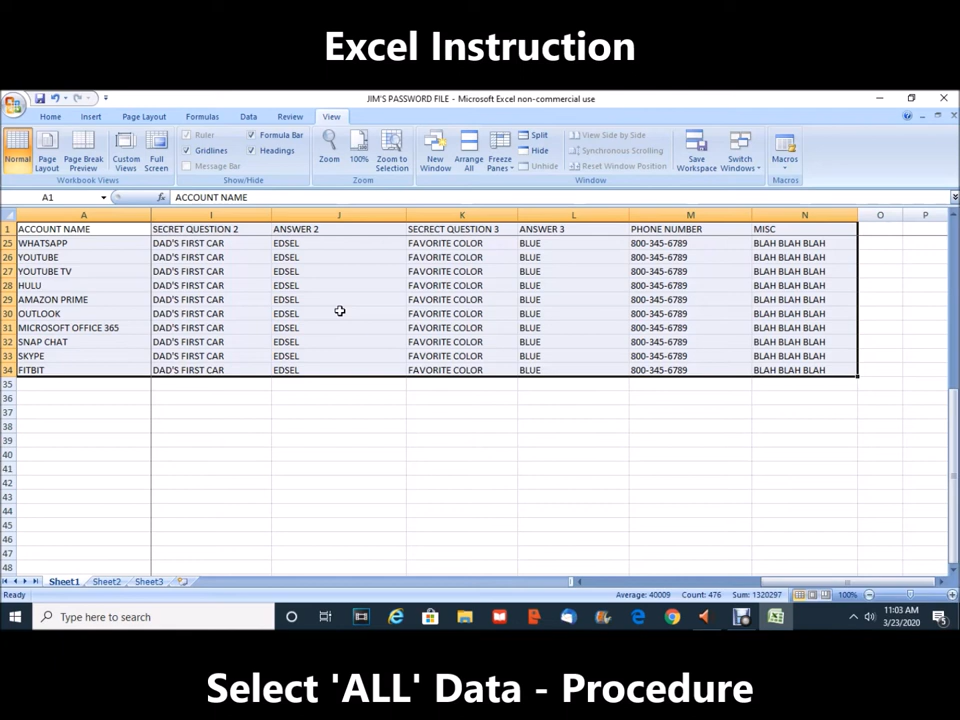 Excel Instruction
JIM'S PASSWORD FILE - Microsoft Excel non-commercial use
Home Insert Page Layout Formulas Data Review View
Normal Page Layout Page Break Preview Custom Views Full Screen
Workbook Views
Ruler Formula Bar
Gridlines Headings
Message Bar
Show/Hide
Zoom 100% Zoom to Selection
Zoom
New Window Arrange All Freeze Panes
Split
Hide
Unhide
View Side by Side
Synchronous Scrolling
Reset Window Position
Window
Save Workspace Switch Windows
Macros
Macros
A1 fx ACCOUNT NAME
A I J K L M N O P
1 ACCOUNT NAME SECRET QUESTION 2 ANSWER 2 SECRECT QUESTION 3 ANSWER 3 PHONE NUMBER MISC
25 WHATSAPP DAD'S FIRST CAR EDSEL FAVORITE COLOR BLUE 800-345-6789 BLAH BLAH BLAH
26 YOUTUBE DAD'S FIRST CAR EDSEL FAVORITE COLOR BLUE 800-345-6789 BLAH BLAH BLAH
27 YOUTUBE TV DAD'S FIRST CAR EDSEL FAVORITE COLOR BLUE 800-345-6789 BLAH BLAH BLAH
28 HULU DAD'S FIRST CAR EDSEL FAVORITE COLOR BLUE 800-345-6789 BLAH BLAH BLAH
29 AMAZON PRIME DAD'S FIRST CAR EDSEL FAVORITE COLOR BLUE 800-345-6789 BLAH BLAH BLAH
30 OUTLOOK DAD'S FIRST CAR EDSEL FAVORITE COLOR BLUE 800-345-6789 BLAH BLAH BLAH
31 MICROSOFT OFFICE 365 DAD'S FIRST CAR EDSEL FAVORITE COLOR BLUE 800-345-6789 BLAH BLAH BLAH
32 SNAP CHAT DAD'S FIRST CAR EDSEL FAVORITE COLOR BLUE 800-345-6789 BLAH BLAH BLAH
33 SKYPE DAD'S FIRST CAR EDSEL FAVORITE COLOR BLUE 800-345-6789 BLAH BLAH BLAH
34 FITBIT DAD'S FIRST CAR EDSEL FAVORITE COLOR BLUE 800-345-6789 BLAH BLAH BLAH
35
36
37
38
39
40
41
42
43
44
45
46
47
48
Sheet1 Sheet2 Sheet3
Ready Average: 40009 Count: 476 Sum: 1320297 100%
Type here to search
11:03 AM
3/23/2020
5
Select 'ALL' Data - Procedure